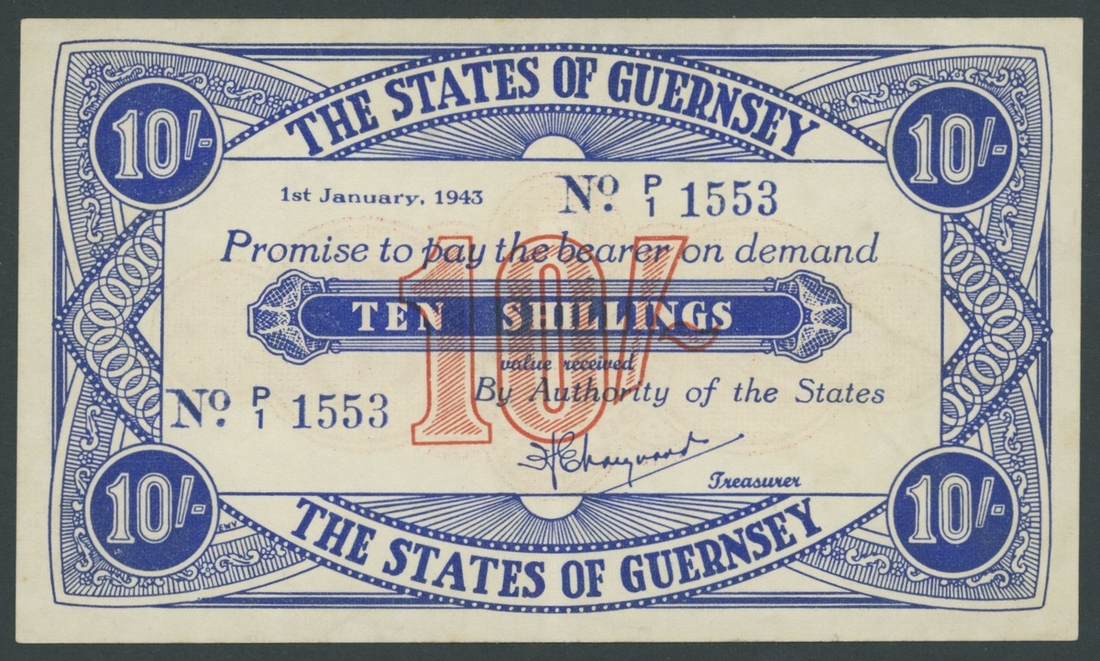 THE STATES OF GUERNSEY
10/-
10/-
1st January, 1943
No. P/1 1553
Promise to pay the bearer on demand
10/-
TEN SHILLINGS
value received
By Authority of the States
No. P/1 1553
Treasurer
10/-
10/-
EWV
THE STATES OF GUERNSEY